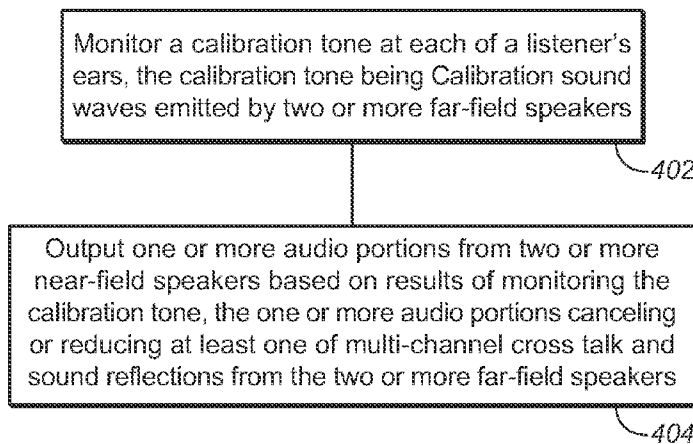 Monitor a calibration tone at each of a listener's
ears, the calibration tone being Calibration sound
waves emitted by two or more far-field speakers
402
Output one or more audio portions from two or more
near-field speakers based on results of monitoring the
calibration tone, the one or more audio portions canceling
or reducing at least one of multi-channel cross talk and
sound reflections from the two or more far-field speakers
404